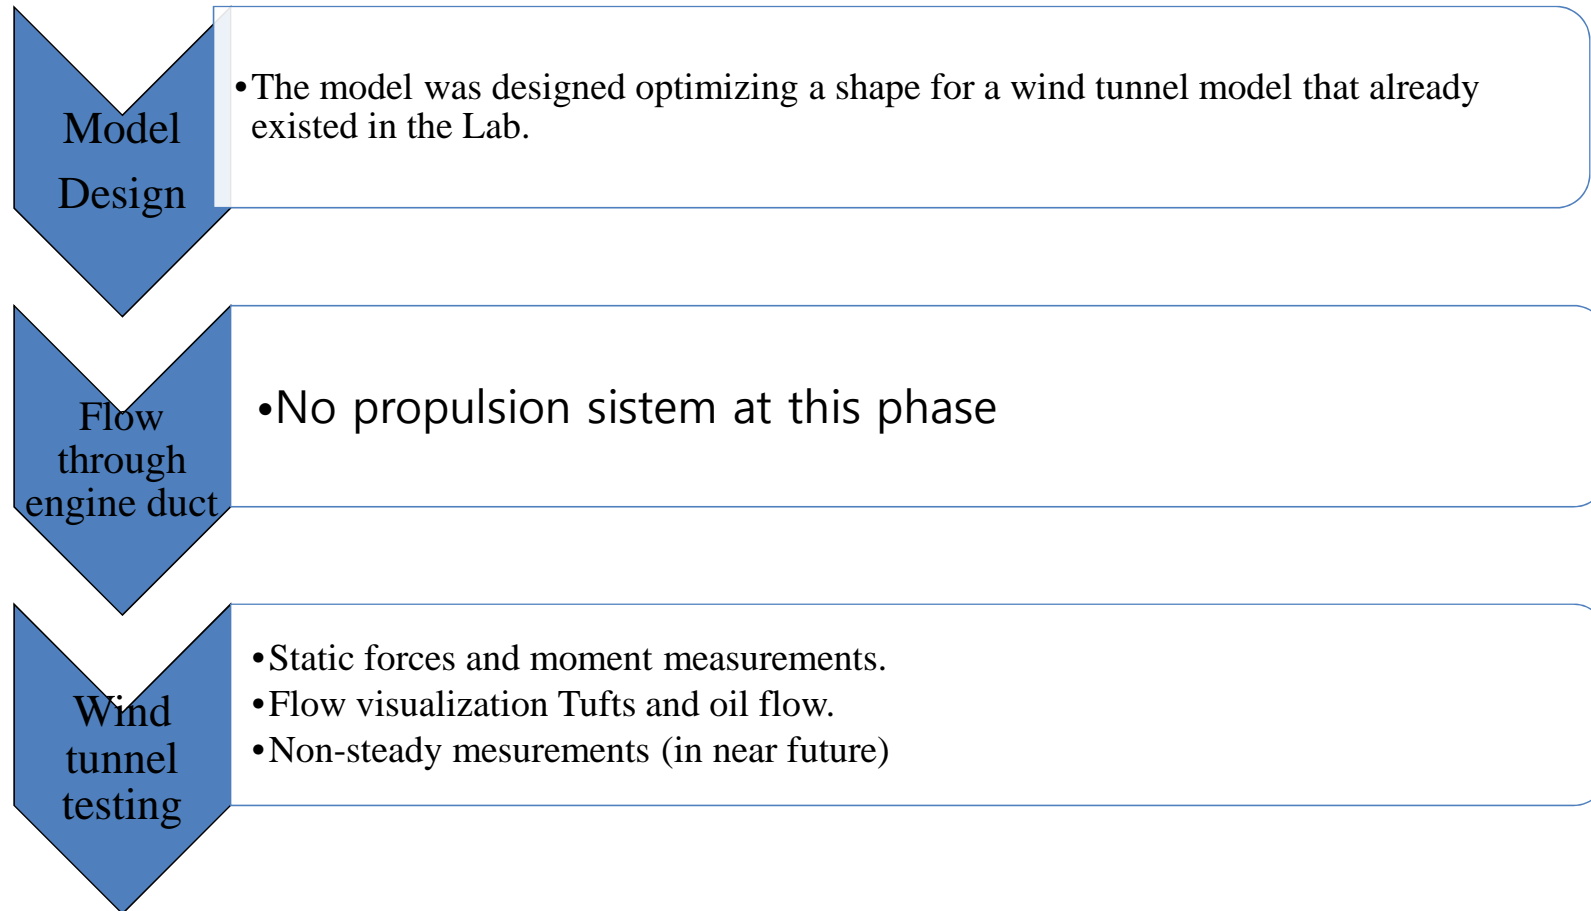 Model
Design
•The model was designed optimizing a shape for a wind tunnel model that already
existed in the Lab.
Flow
through
engine duct
•No propulsion sistem at this phase
Wind
tunnel
testing
•Static forces and moment measurements.
•Flow visualization Tufts and oil flow.
•Non-steady mesurements (in near future)